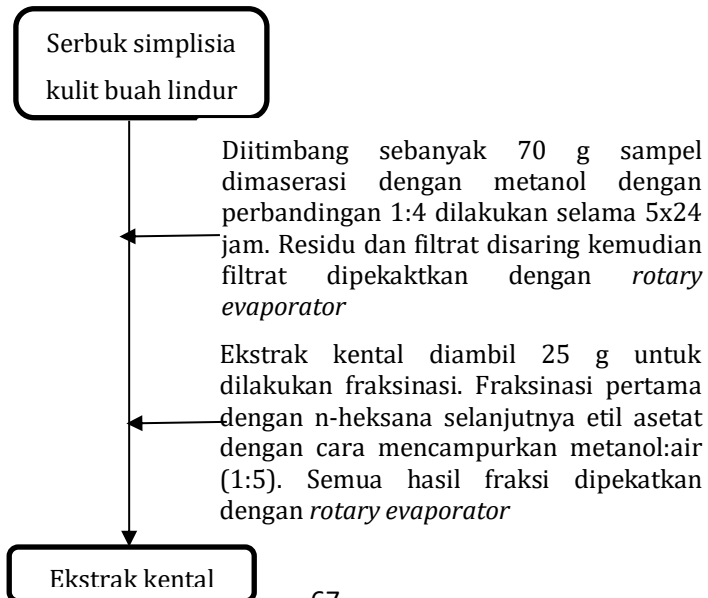 Serbuk simplisia
kulit buah lindur
Diitimbang sebanyak 70 g sampel
dimaserasi dengan metanol dengan
perbandingan 1:4 dilakukan selama 5x24
jam. Residu dan filtrat disaring kemudian
filtrat dipekaktkan dengan rotary
evaporator
Ekstrak kental diambil 25 g untuk
dilakukan fraksinasi. Fraksinasi pertama
dengan n-heksana selanjutnya etil asetat
dengan cara mencampurkan metanol:air
(1:5). Semua hasil fraksi dipekatkan
dengan rotary evaporator
Ekstrak kental